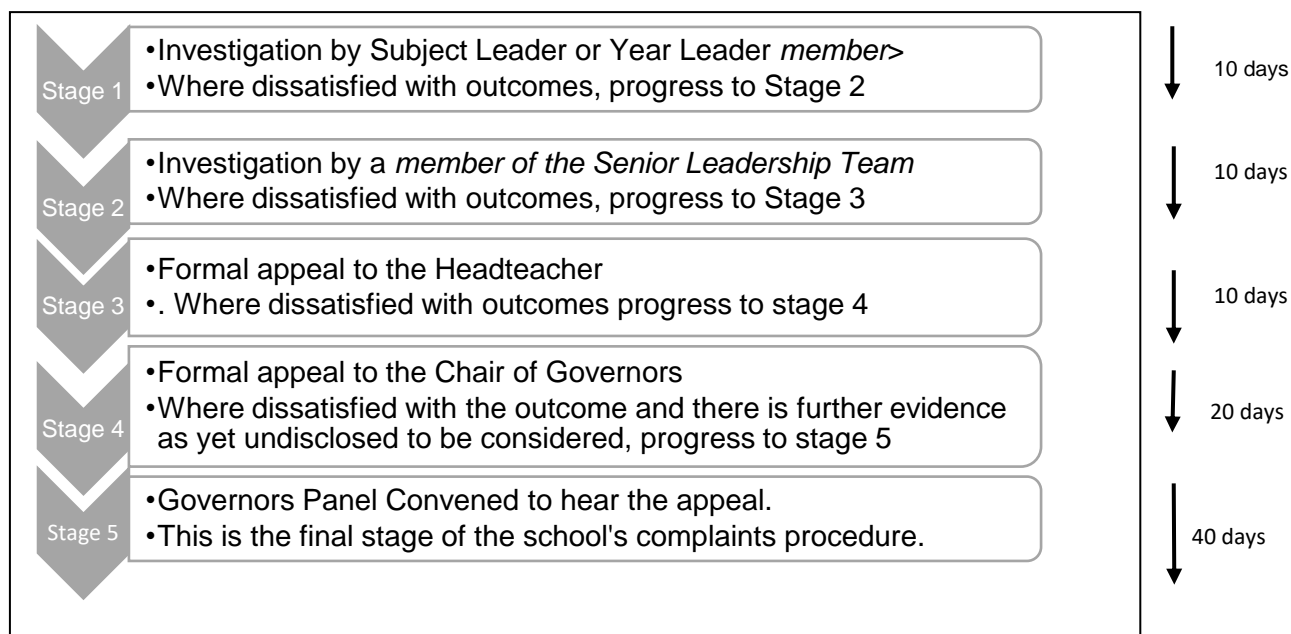 Stage 1
•Investigation by Subject Leader or Year Leader member>
•Where dissatisfied with outcomes, progress to Stage 2
10 days
Stage 2
•Investigation by a member of the Senior Leadership Team
•Where dissatisfied with outcomes, progress to Stage 3
10 days
Stage 3
•Formal appeal to the Headteacher
•. Where dissatisfied with outcomes progress to stage 4
10 days
Stage 4
•Formal appeal to the Chair of Governors
•Where dissatisfied with the outcome and there is further evidence
as yet undisclosed to be considered, progress to stage 5
20 days
Stage 5
•Governors Panel Convened to hear the appeal.
•This is the final stage of the school's complaints procedure.
40 days